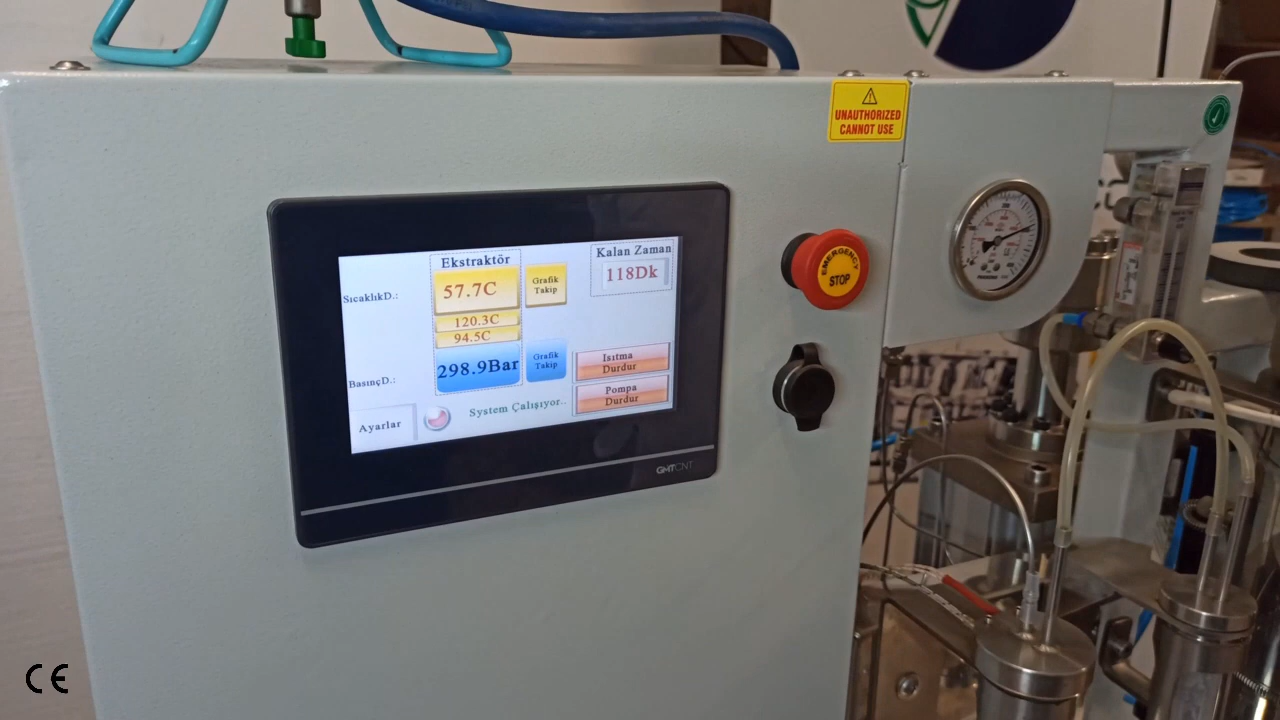 UNAUTHORIZED
CANNOT USE
Ekstraktör
Kalan Zaman
SıcaklıkD.:
57.7C
Grafik
Takip
118Dk
120.3C
94.5C
BasınçD.:
298.9Bar
Grafik
Takip
Isıtma
Durdur
Pompa
Durdur
Ayarlar
System Çalışıyor..
GMTCNT
EMERGENCY
STOP
CE